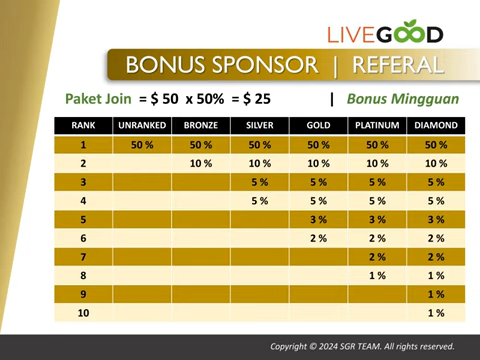 LIVEGOOD
BONUS SPONSOR | REFERAL
Paket Join = $ 50 x 50% = $ 25 | Bonus Mingguan
RANK UNRANKED BRONZE SILVER GOLD PLATINUM DIAMOND
1 50 % 50 % 50 % 50 % 50 % 50 %
2 10 % 10 % 10 % 10 % 10 %
3 5 % 5 % 5 % 5 %
4 5 % 5 % 5 % 5 %
5 3 % 3 % 3 %
6 2 % 2 % 2 %
7 2 % 2 %
8 1 % 1 %
9 1 %
10 1 %
Copyright © 2024 SGR TEAM. All rights reserved.